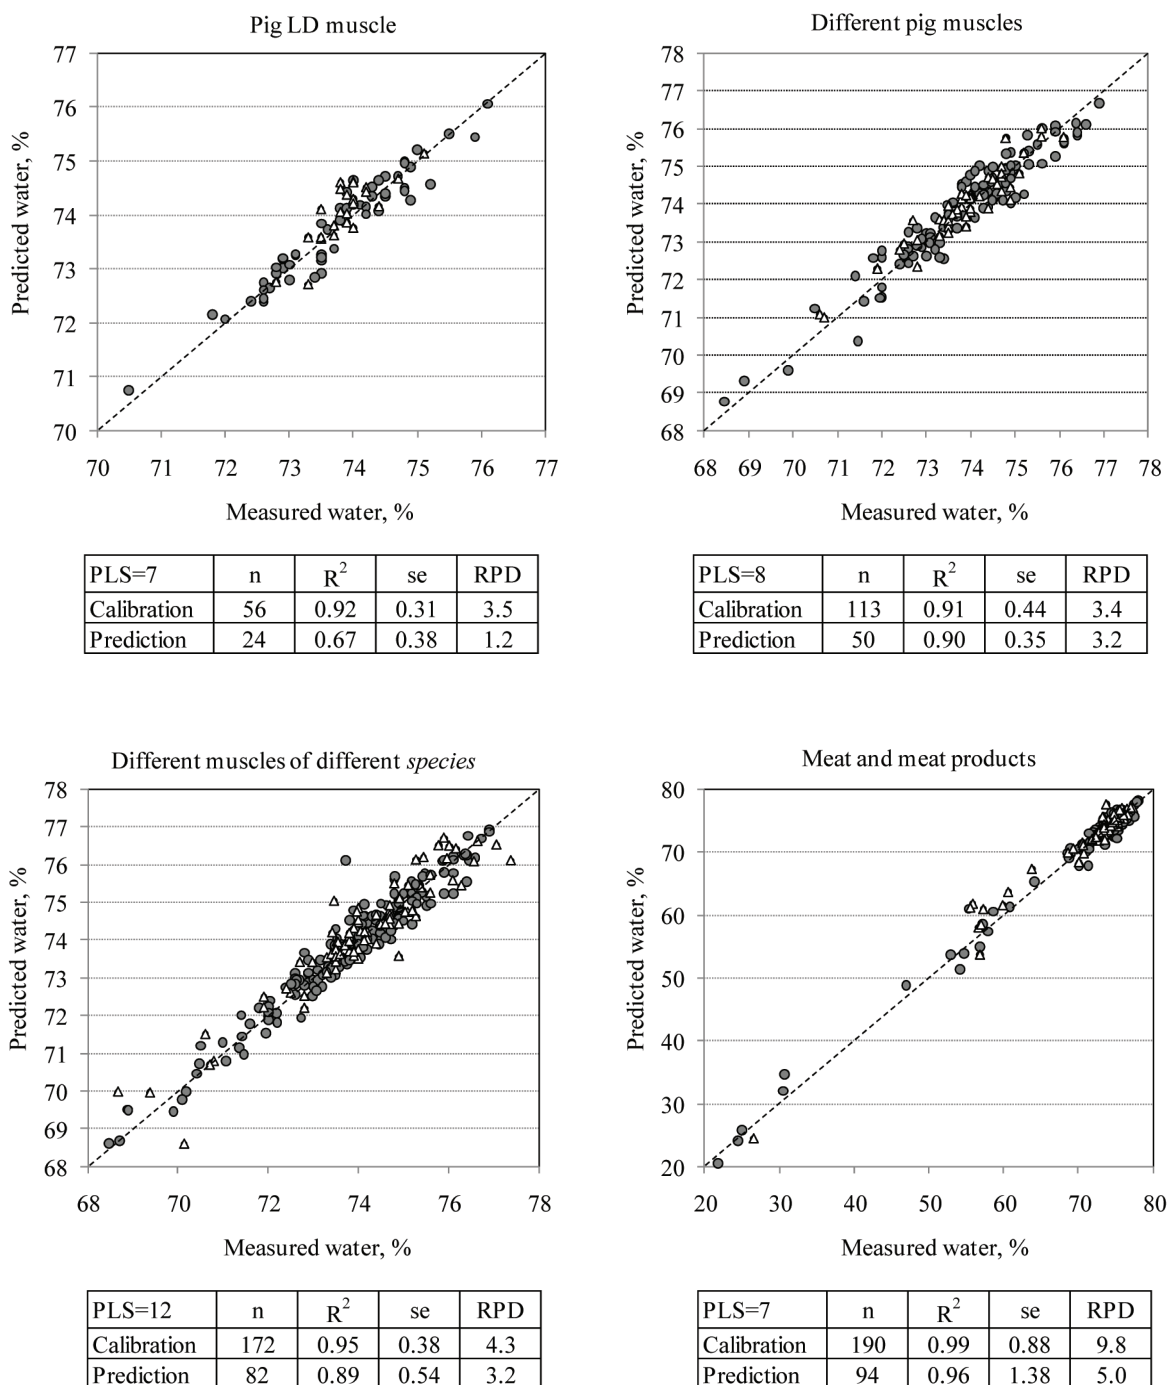 Pig LD muscle
77
76
75
74
73
72
71
70
Predicted water, %
70 71 72 73 74 75 76 77
Measured water, %
PLS=7 n R² se RPD
Calibration 56 0.92 0.31 3.5
Prediction 24 0.67 0.38 1.2
Different pig muscles
78
77
76
75
74
73
72
71
70
69
68
Predicted water, %
68 69 70 71 72 73 74 75 76 77 78
Measured water, %
PLS=8 n R² se RPD
Calibration 113 0.91 0.44 3.4
Prediction 50 0.90 0.35 3.2
Different muscles of different species
78
77
76
75
74
73
72
71
70
69
68
Predicted water, %
68 70 72 74 76 78
Measured water, %
PLS=12 n R² se RPD
Calibration 172 0.95 0.38 4.3
Prediction 82 0.89 0.54 3.2
Meat and meat products
80
70
60
50
40
30
20
Predicted water, %
20 30 40 50 60 70 80
Measured water, %
PLS=7 n R² se RPD
Calibration 190 0.99 0.88 9.8
Prediction 94 0.96 1.38 5.0